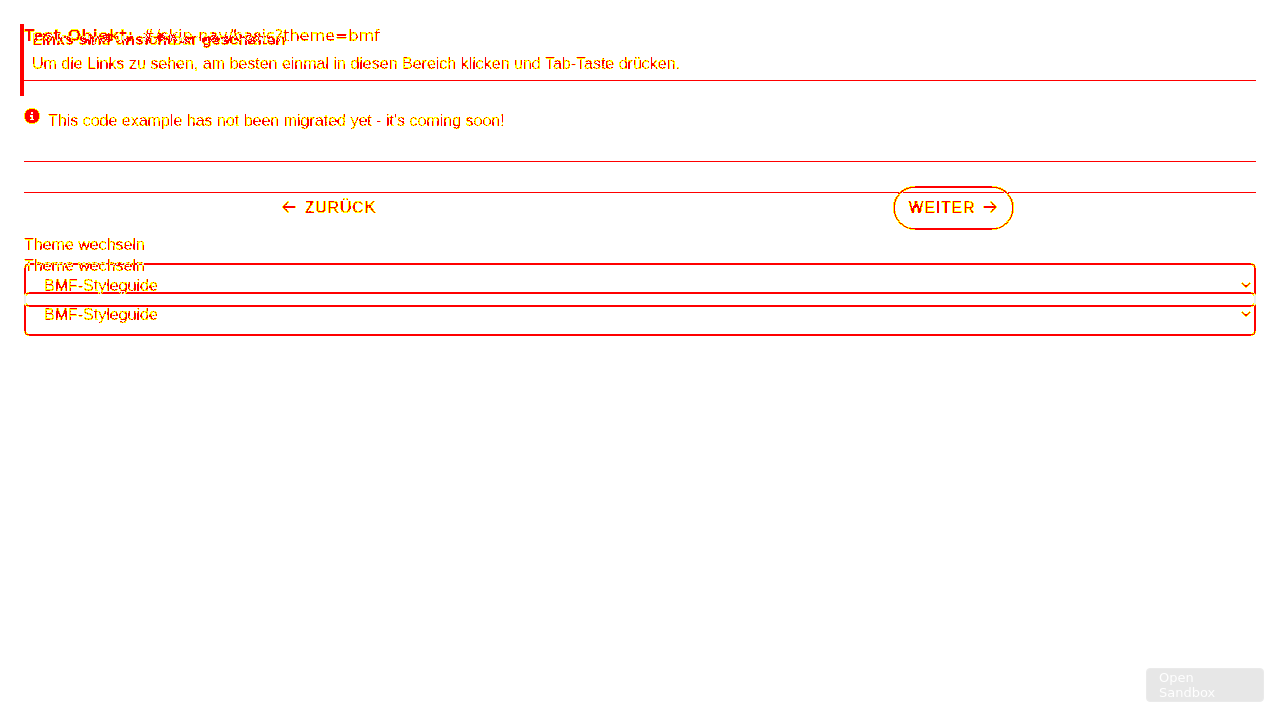 Test Objekt: #/skip-nav/basic?theme=bmf
Links sind unsichtbar geschalten
Um die Links zu sehen, am besten einmal in diesen Bereich klicken und Tab-Taste drücken.
This code example has not been migrated yet - it's coming soon!
← ZURÜCK
WEITER →
Theme wechseln
Theme wechseln
BMF-Styleguide
BMF-Styleguide
Open
Sandbox